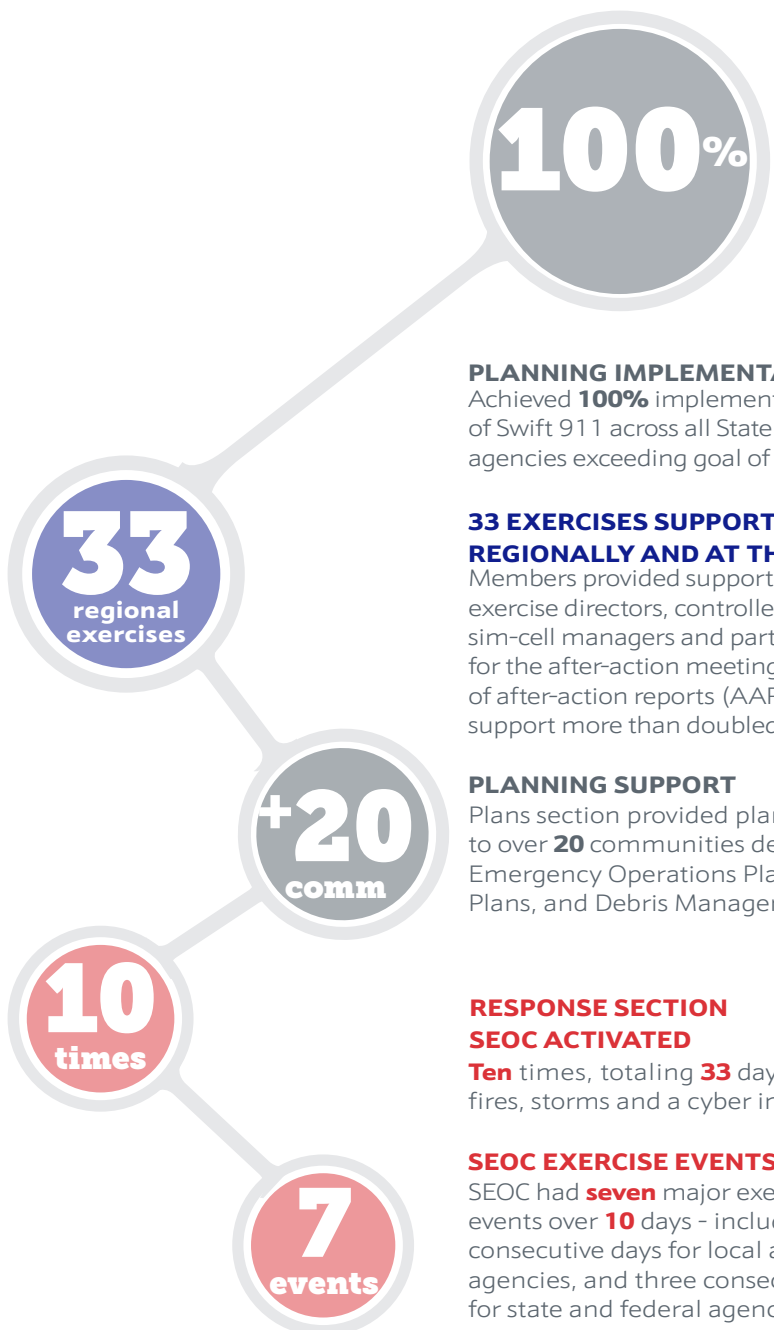 100%
PLANNING IMPLEMENTA
Achieved 100% implement
of Swift 911 across all State
agencies exceeding goal of
33
regional
exercises
33 EXERCISES SUPPORT
REGIONALLY AND AT TH
Members provided support
exercise directors, controlle
sim-cell managers and part
for the after-action meeting
of after-action reports (AAR
support more than doubled
+20
comm
PLANNING SUPPORT
Plans section provided plan
to over 20 communities de
Emergency Operations Pla
Plans, and Debris Manager
10
times
RESPONSE SECTION
SEOC ACTIVATED
Ten times, totaling 33 day
fires, storms and a cyber in
7
events
SEOC EXERCISE EVENTS
SEOC had seven major exe
events over 10 days - includ
consecutive days for local a
agencies, and three consec
for state and federal agenc